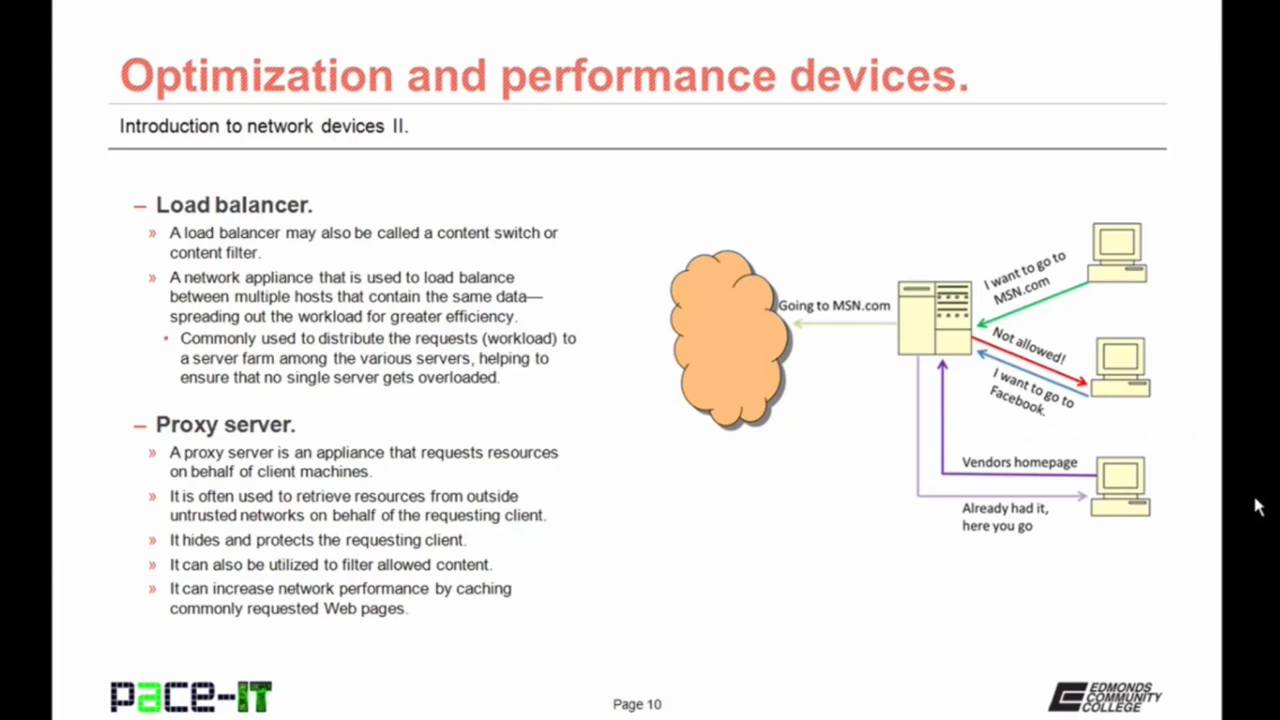 Optimization and performance devices.
Introduction to network devices II.
– Load balancer.
» A load balancer may also be called a content switch or
content filter.
» A network appliance that is used to load balance
between multiple hosts that contain the same data—
spreading out the workload for greater efficiency.
• Commonly used to distribute the requests (workload) to
a server farm among the various servers, helping to
ensure that no single server gets overloaded.
– Proxy server.
» A proxy server is an appliance that requests resources
on behalf of client machines.
» It is often used to retrieve resources from outside
untrusted networks on behalf of the requesting client.
» It hides and protects the requesting client.
» It can also be utilized to filter allowed content.
» It can increase network performance by caching
commonly requested Web pages.
Going to MSN.com
I want to go to
MSN.com
Not allowed!
I want to go to
Facebook.
Vendors homepage
Already had it,
here you go
pace-IT
Page 10
EDMONDS
COMMUNITY
COLLEGE